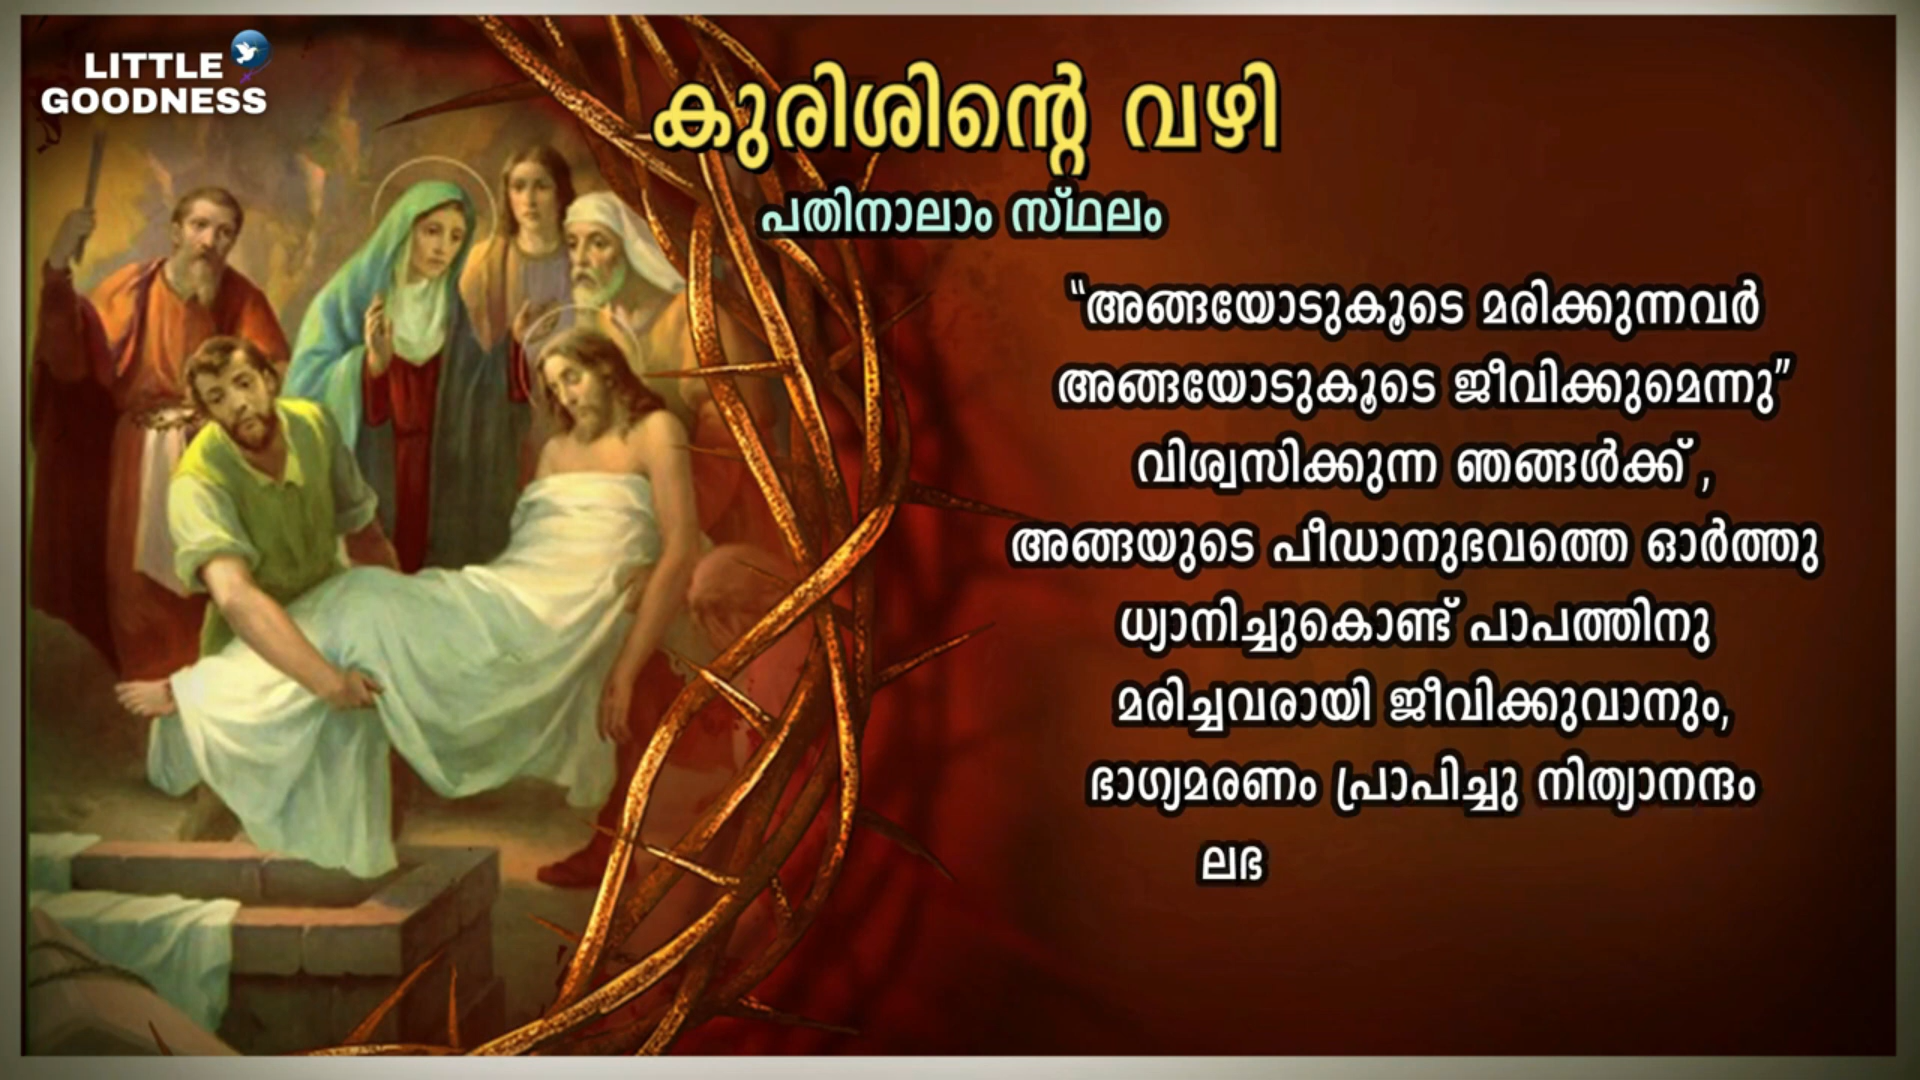 LITTLE
GOODNESS
കുരിശിന്റെ വഴി
പതിനാലാം സ്ഥലം
“അങ്ങയോടുകൂടെ മരിക്കുന്നവർ
അങ്ങയോടുകൂടെ ജീവിക്കുമെന്നു”
വിശ്വസിക്കുന്ന ഞങ്ങൾക്ക് ,
അങ്ങയുടെ പീഡാനുഭവത്തെ ഓർത്തു
ധ്യാനിച്ചുകൊണ്ട് പാപത്തിനു
മരിച്ചവരായി ജീവിക്കുവാനും,
ഭാഗ്യമരണം പ്രാപിച്ചു നിത്യാനന്ദം
ലഭ